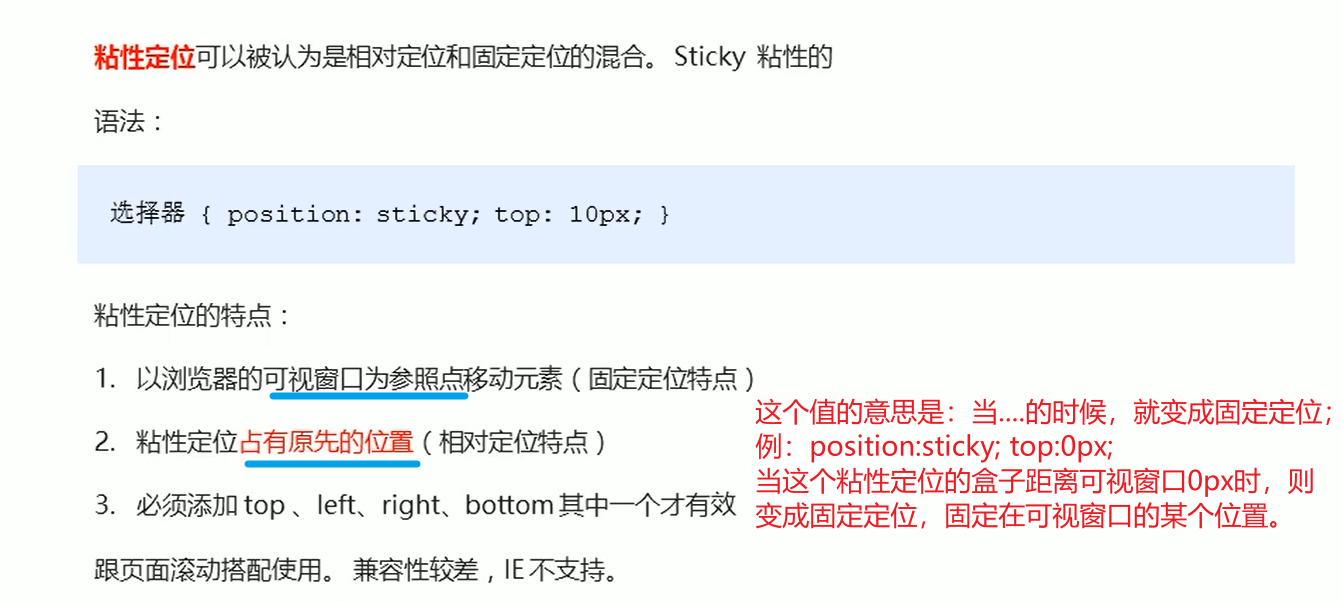 粘性定位可以被认为是相对定位和固定定位的混合。 Sticky 粘性的
语法：
选择器 { position: sticky; top: 10px; }
粘性定位的特点：
1. 以浏览器的可视窗口为参照点移动元素（固定定位特点）
2. 粘性定位占有原先的位置（相对定位特点）
3. 必须添加 top 、left、right、bottom 其中一个才有效
跟页面滚动搭配使用。 兼容性较差，IE 不支持。
这个值的意思是：当....的时候，就变成固定定位；
例：position:sticky; top:0px;
当这个粘性定位的盒子距离可视窗口0px时，则
变成固定定位，固定在可视窗口的某个位置。